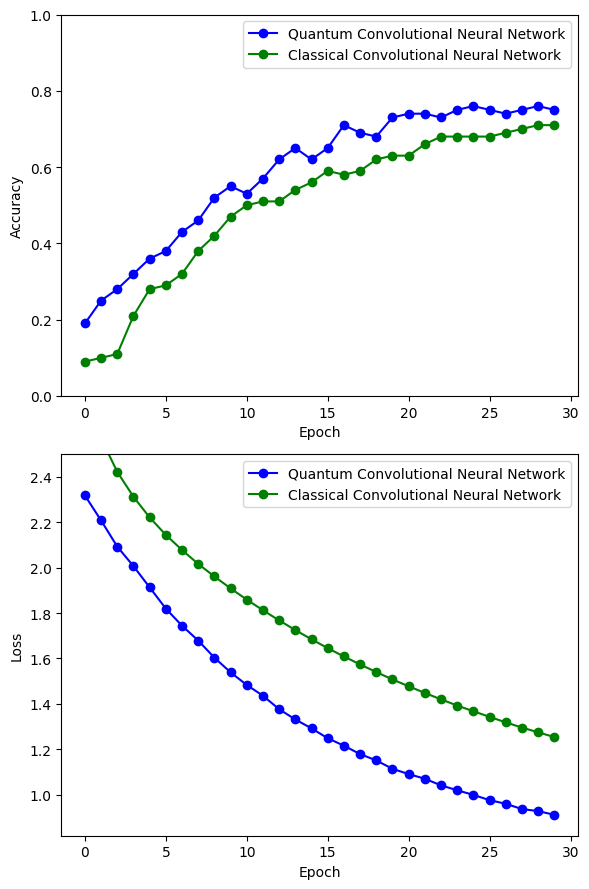 1.0
0.8
0.6
0.4
0.2
0.0
Accuracy
Quantum Convolutional Neural Network
Classical Convolutional Neural Network
0 5 10 15 20 25 30
Epoch
2.4
2.2
2.0
1.8
1.6
1.4
1.2
1.0
Loss
Quantum Convolutional Neural Network
Classical Convolutional Neural Network
0 5 10 15 20 25 30
Epoch